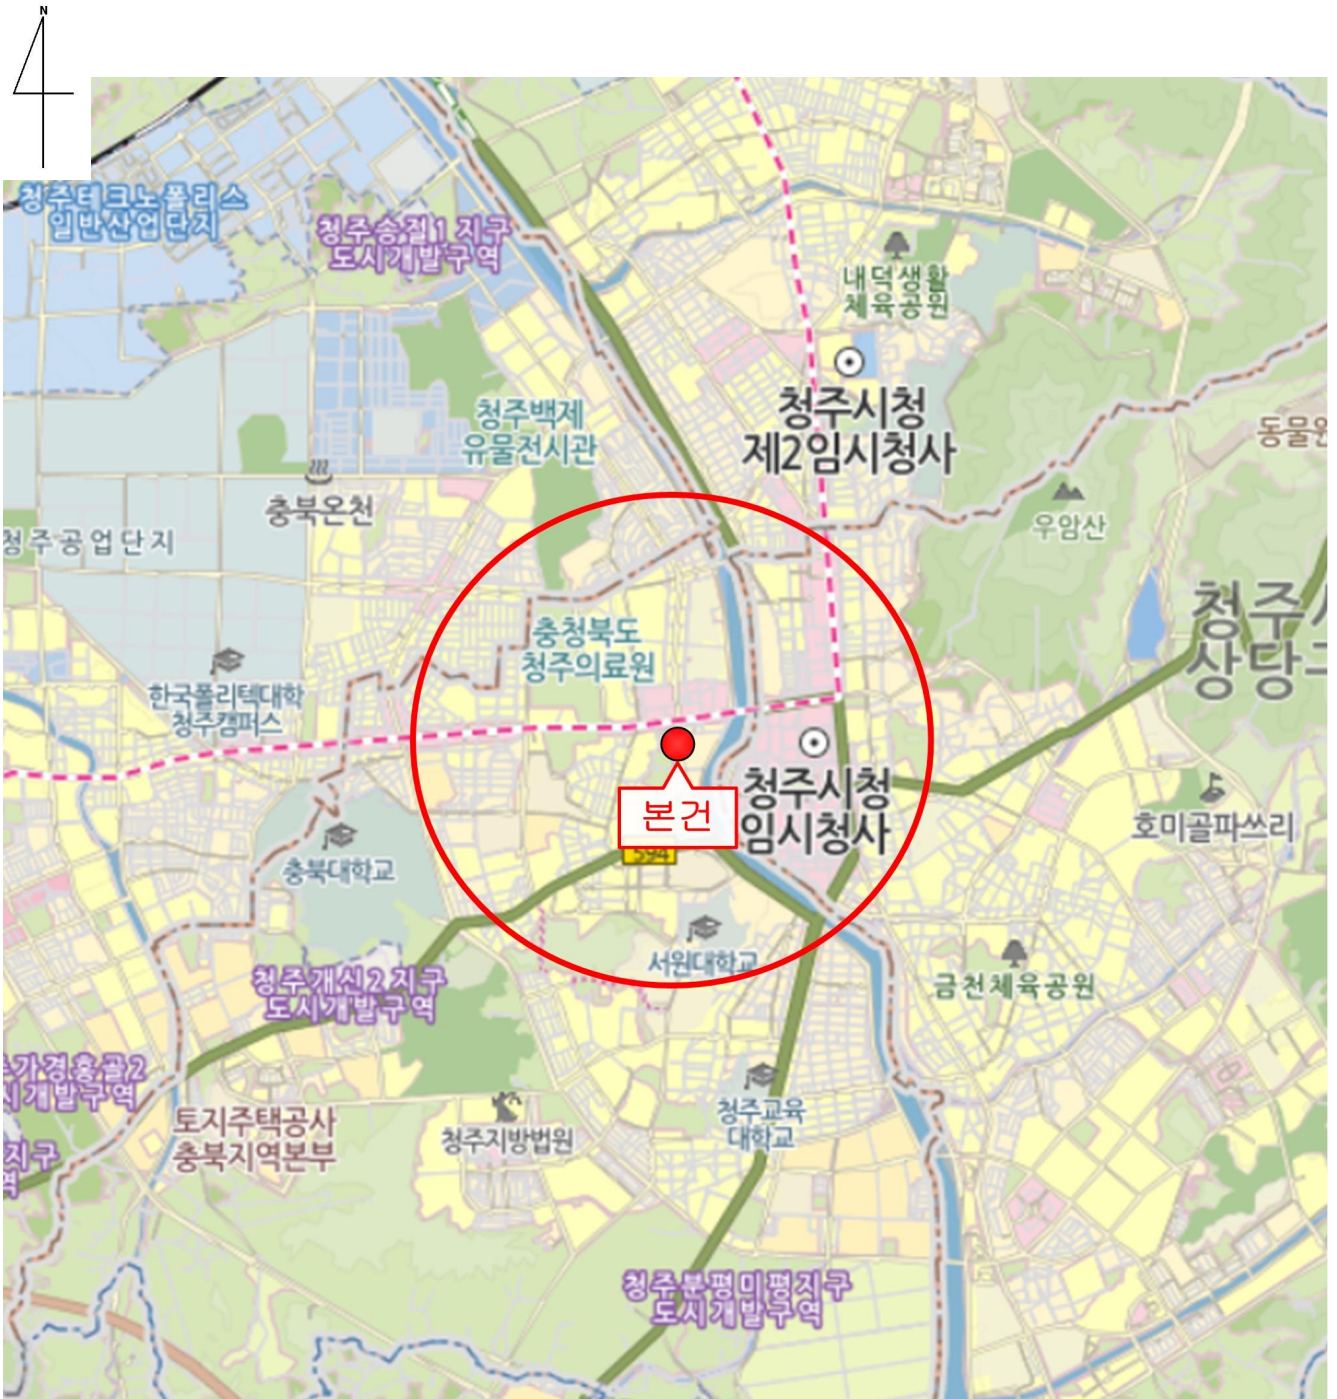 N
청주테크노폴리스
일반산업단지
청주송절1지구
도시개발구역
내덕생활
체육공원
청주시청
제2임시청사
청주백제
유물전시관
동물원
충북온천
우암산
청주공업단지
청주시
상당구
충청북도
청주의료원
한국폴리텍대학
청주캠퍼스
청주시청
임시청사
본건
594
호미골파쓰리
충북대학교
서원대학교
금천체육공원
청주개신2지구
도시개발구역
가경홍골2
시개발구역
토지주택공사
충북지역본부
청주지방법원
청주교육
대학교
지구
역
청주분평미평지구
도시개발구역